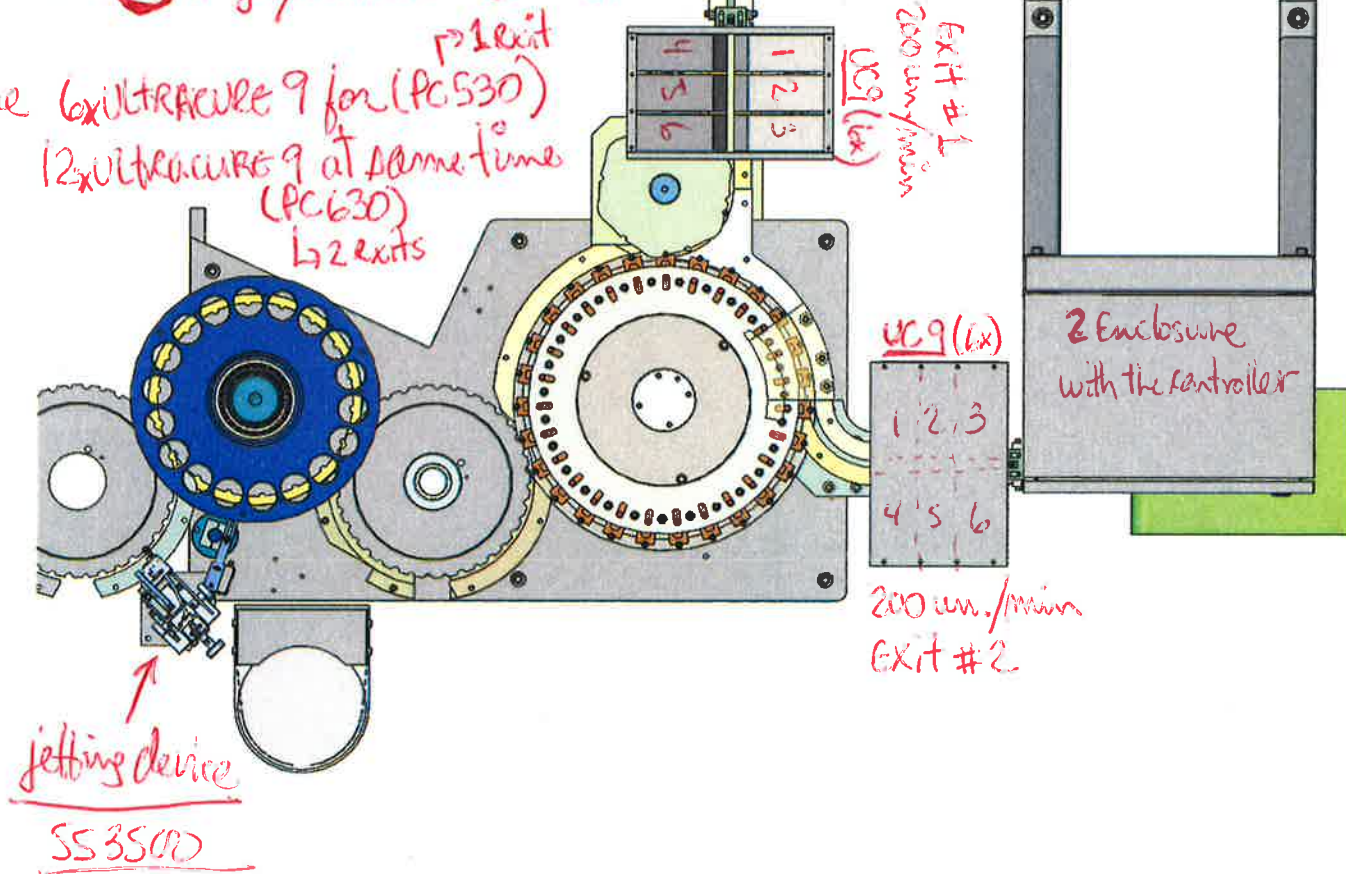 1 exit
6xULTRACURE 9 for (PC530)
12xULTRACURE 9 at same time
(PC630)
↳ 2 exits
4 1
5 2
6 3
UC9 (6x)
Exit #1
200 un/min
UC9 (6x)
1 2 3
4 5 6
200 un./min
EXit #2
2 Enclosure
with the controller
jetting device
SS3500